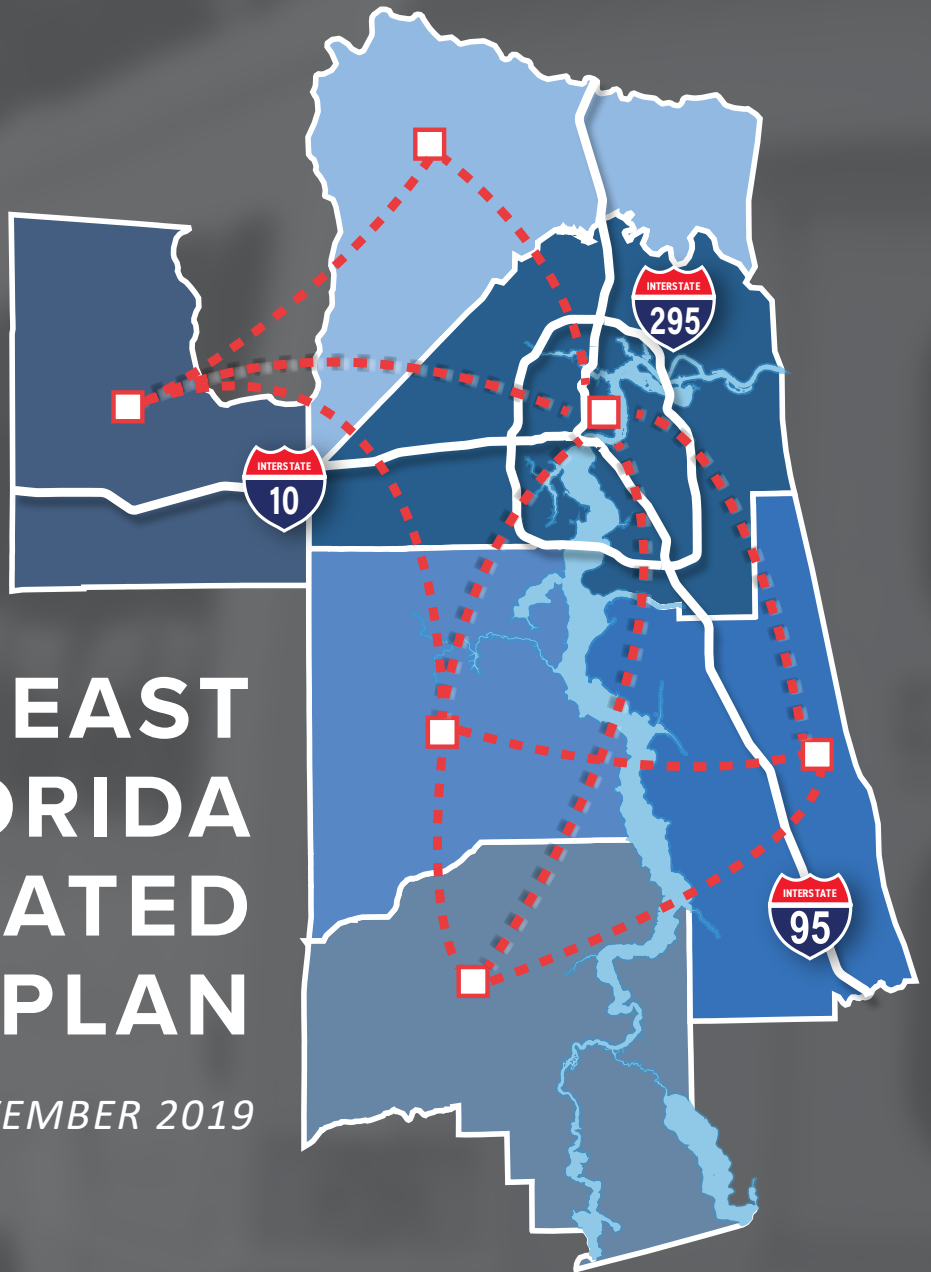 INTERSTATE
295
INTERSTATE
10
EAST
ORIDA
ATED
PLAN
INTERSTATE
95
EMBER 2019